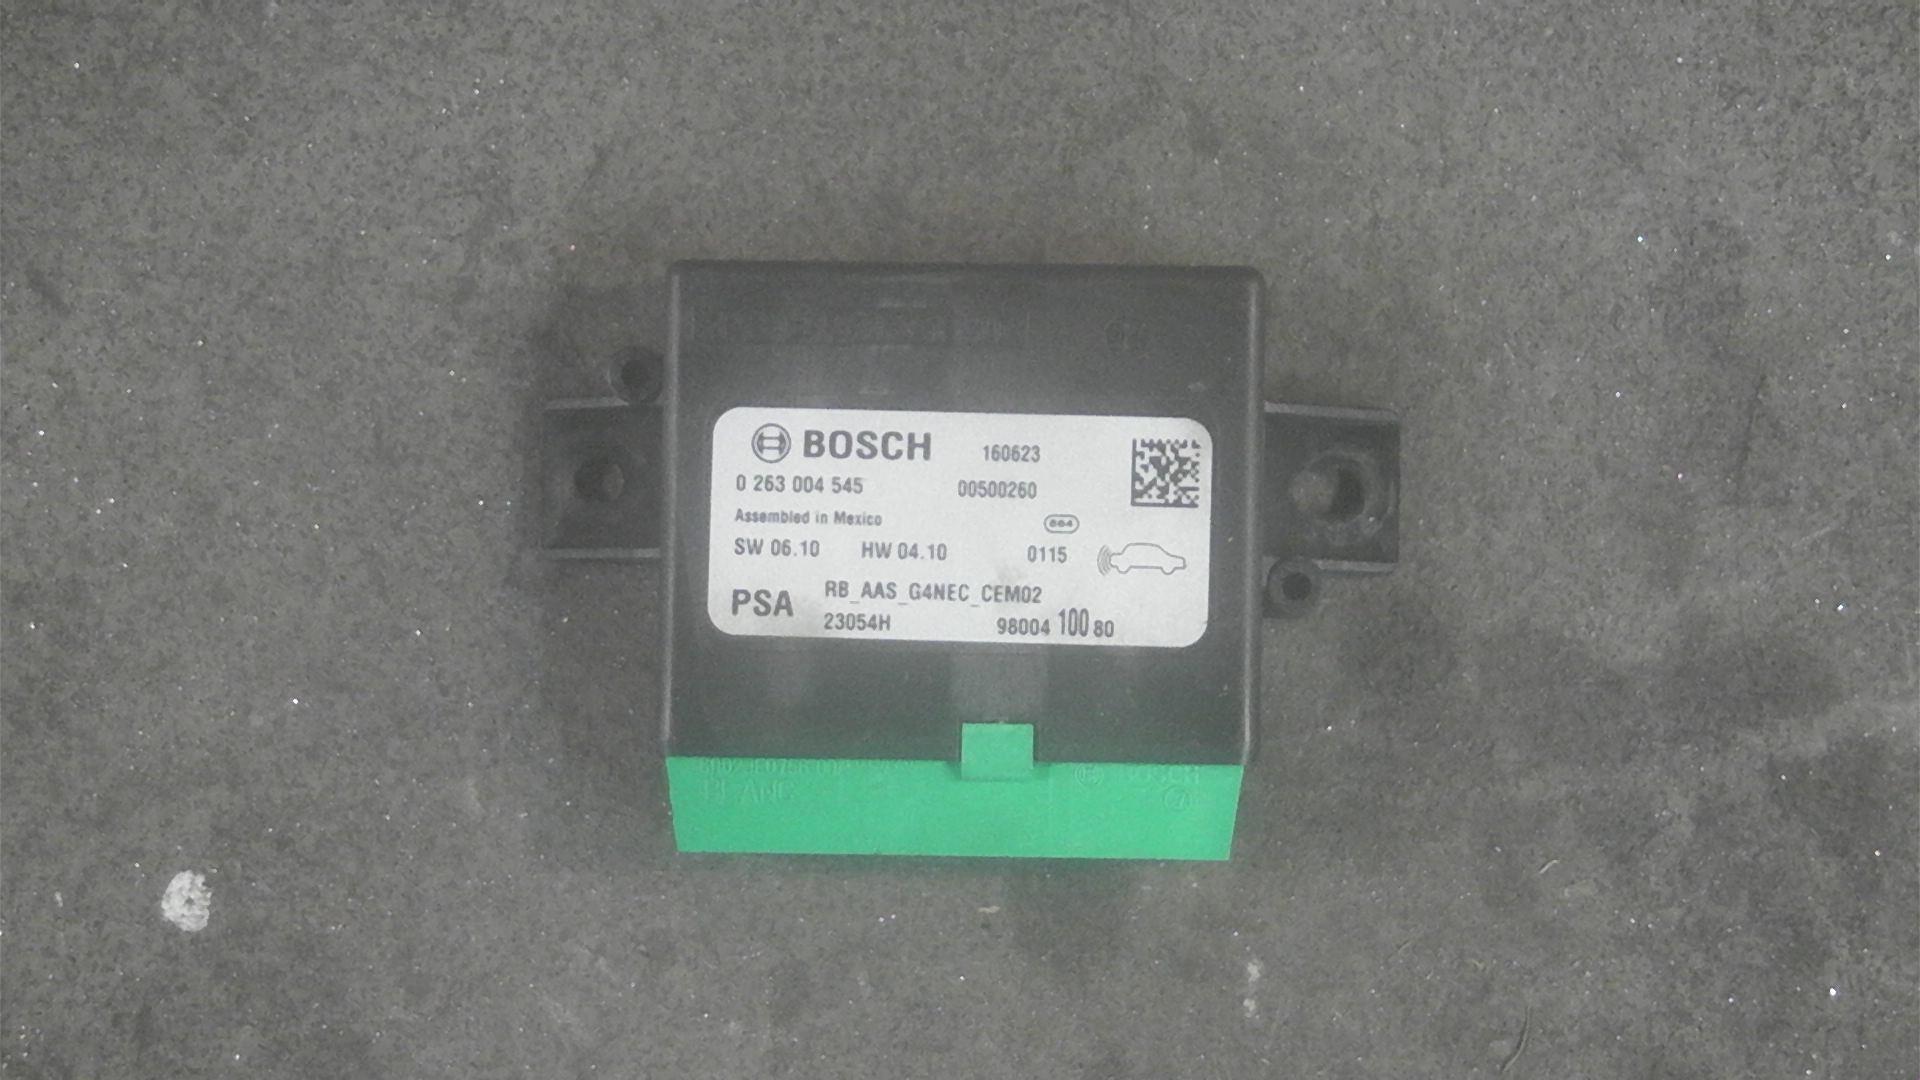 BOSCH 160623
0 263 004 545 00500260
Assembled in Mexico
SW 06.10 HW 04.10 0115
PSA RB_AAS_G4NEC_CEM02
23054H 98004 100 80
BOSCH